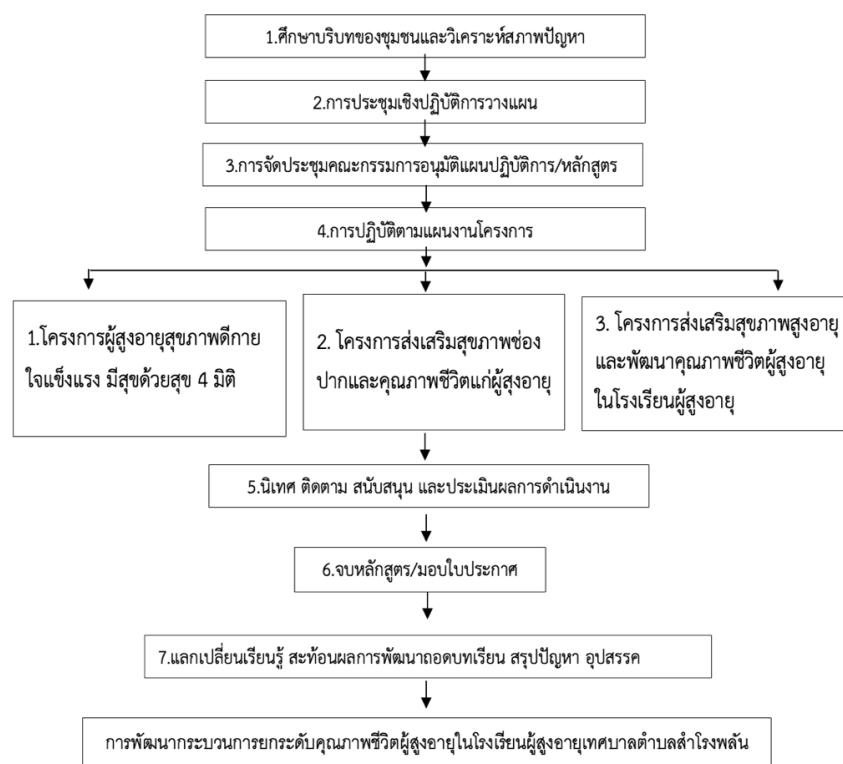 1.ศึกษาบริบทของชุมชนและวิเคราะห์สภาพปัญหา
2.การประชุมเชิงปฏิบัติการวางแผน
3.การจัดประชุมคณะกรรมการอนุมัติแผนปฏิบัติการ/หลักสูตร
4.การปฏิบัติตามแผนงานโครงการ
1.โครงการผู้สูงอายุสุขภาพดีกาย
ใจแข็งแรง มีสุขด้วยสุข 4 มิติ
2. โครงการส่งเสริมสุขภาพช่อง
ปากและคุณภาพชีวิตแก่ผู้สุงอายุ
3. โครงการส่งเสริมสุขภาพสูงอายุ
และพัฒนาคุณภาพชีวิตผู้สูงอายุ
ในโรงเรียนผู้สูงอายุ
5.นิเทศ ติดตาม สนับสนุน และประเมินผลการดำเนินงาน
6.จบหลักสูตร/มอบใบประกาศ
7.แลกเปลี่ยนเรียนรู้ สะท้อนผลการพัฒนาถอดบทเรียน สรุปปัญหา อุปสรรค
การพัฒนากระบวนการยกระดับคุณภาพชีวิตผู้สูงอายุในโรงเรียนผู้สูงอายุเทศบาลตำบลสำโรงพลัน